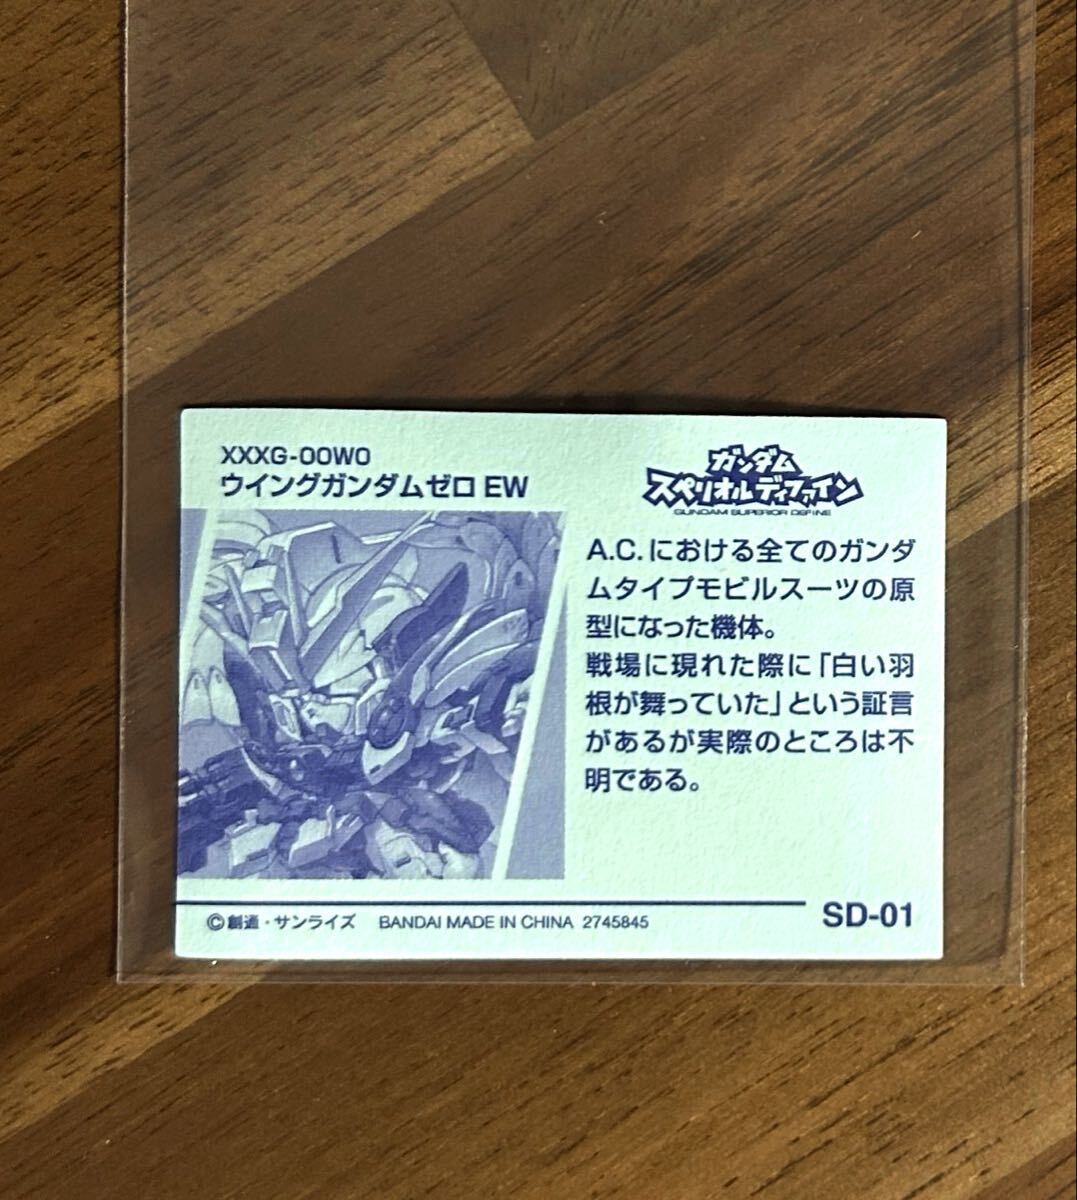 XXXG-00W0
ウイングガンダムゼロ EW
ガンダム
スペリオルディファイン
GUNDAM SUPERIOR DEFINE
A.C.における全てのガンダ
ムタイプモビルスーツの原
型になった機体。
戦場に現れた際に「白い羽
根が舞っていた」という証言
があるが実際のところは不
明である。
©創通・サンライズ BANDAI MADE IN CHINA 2745845
SD-01